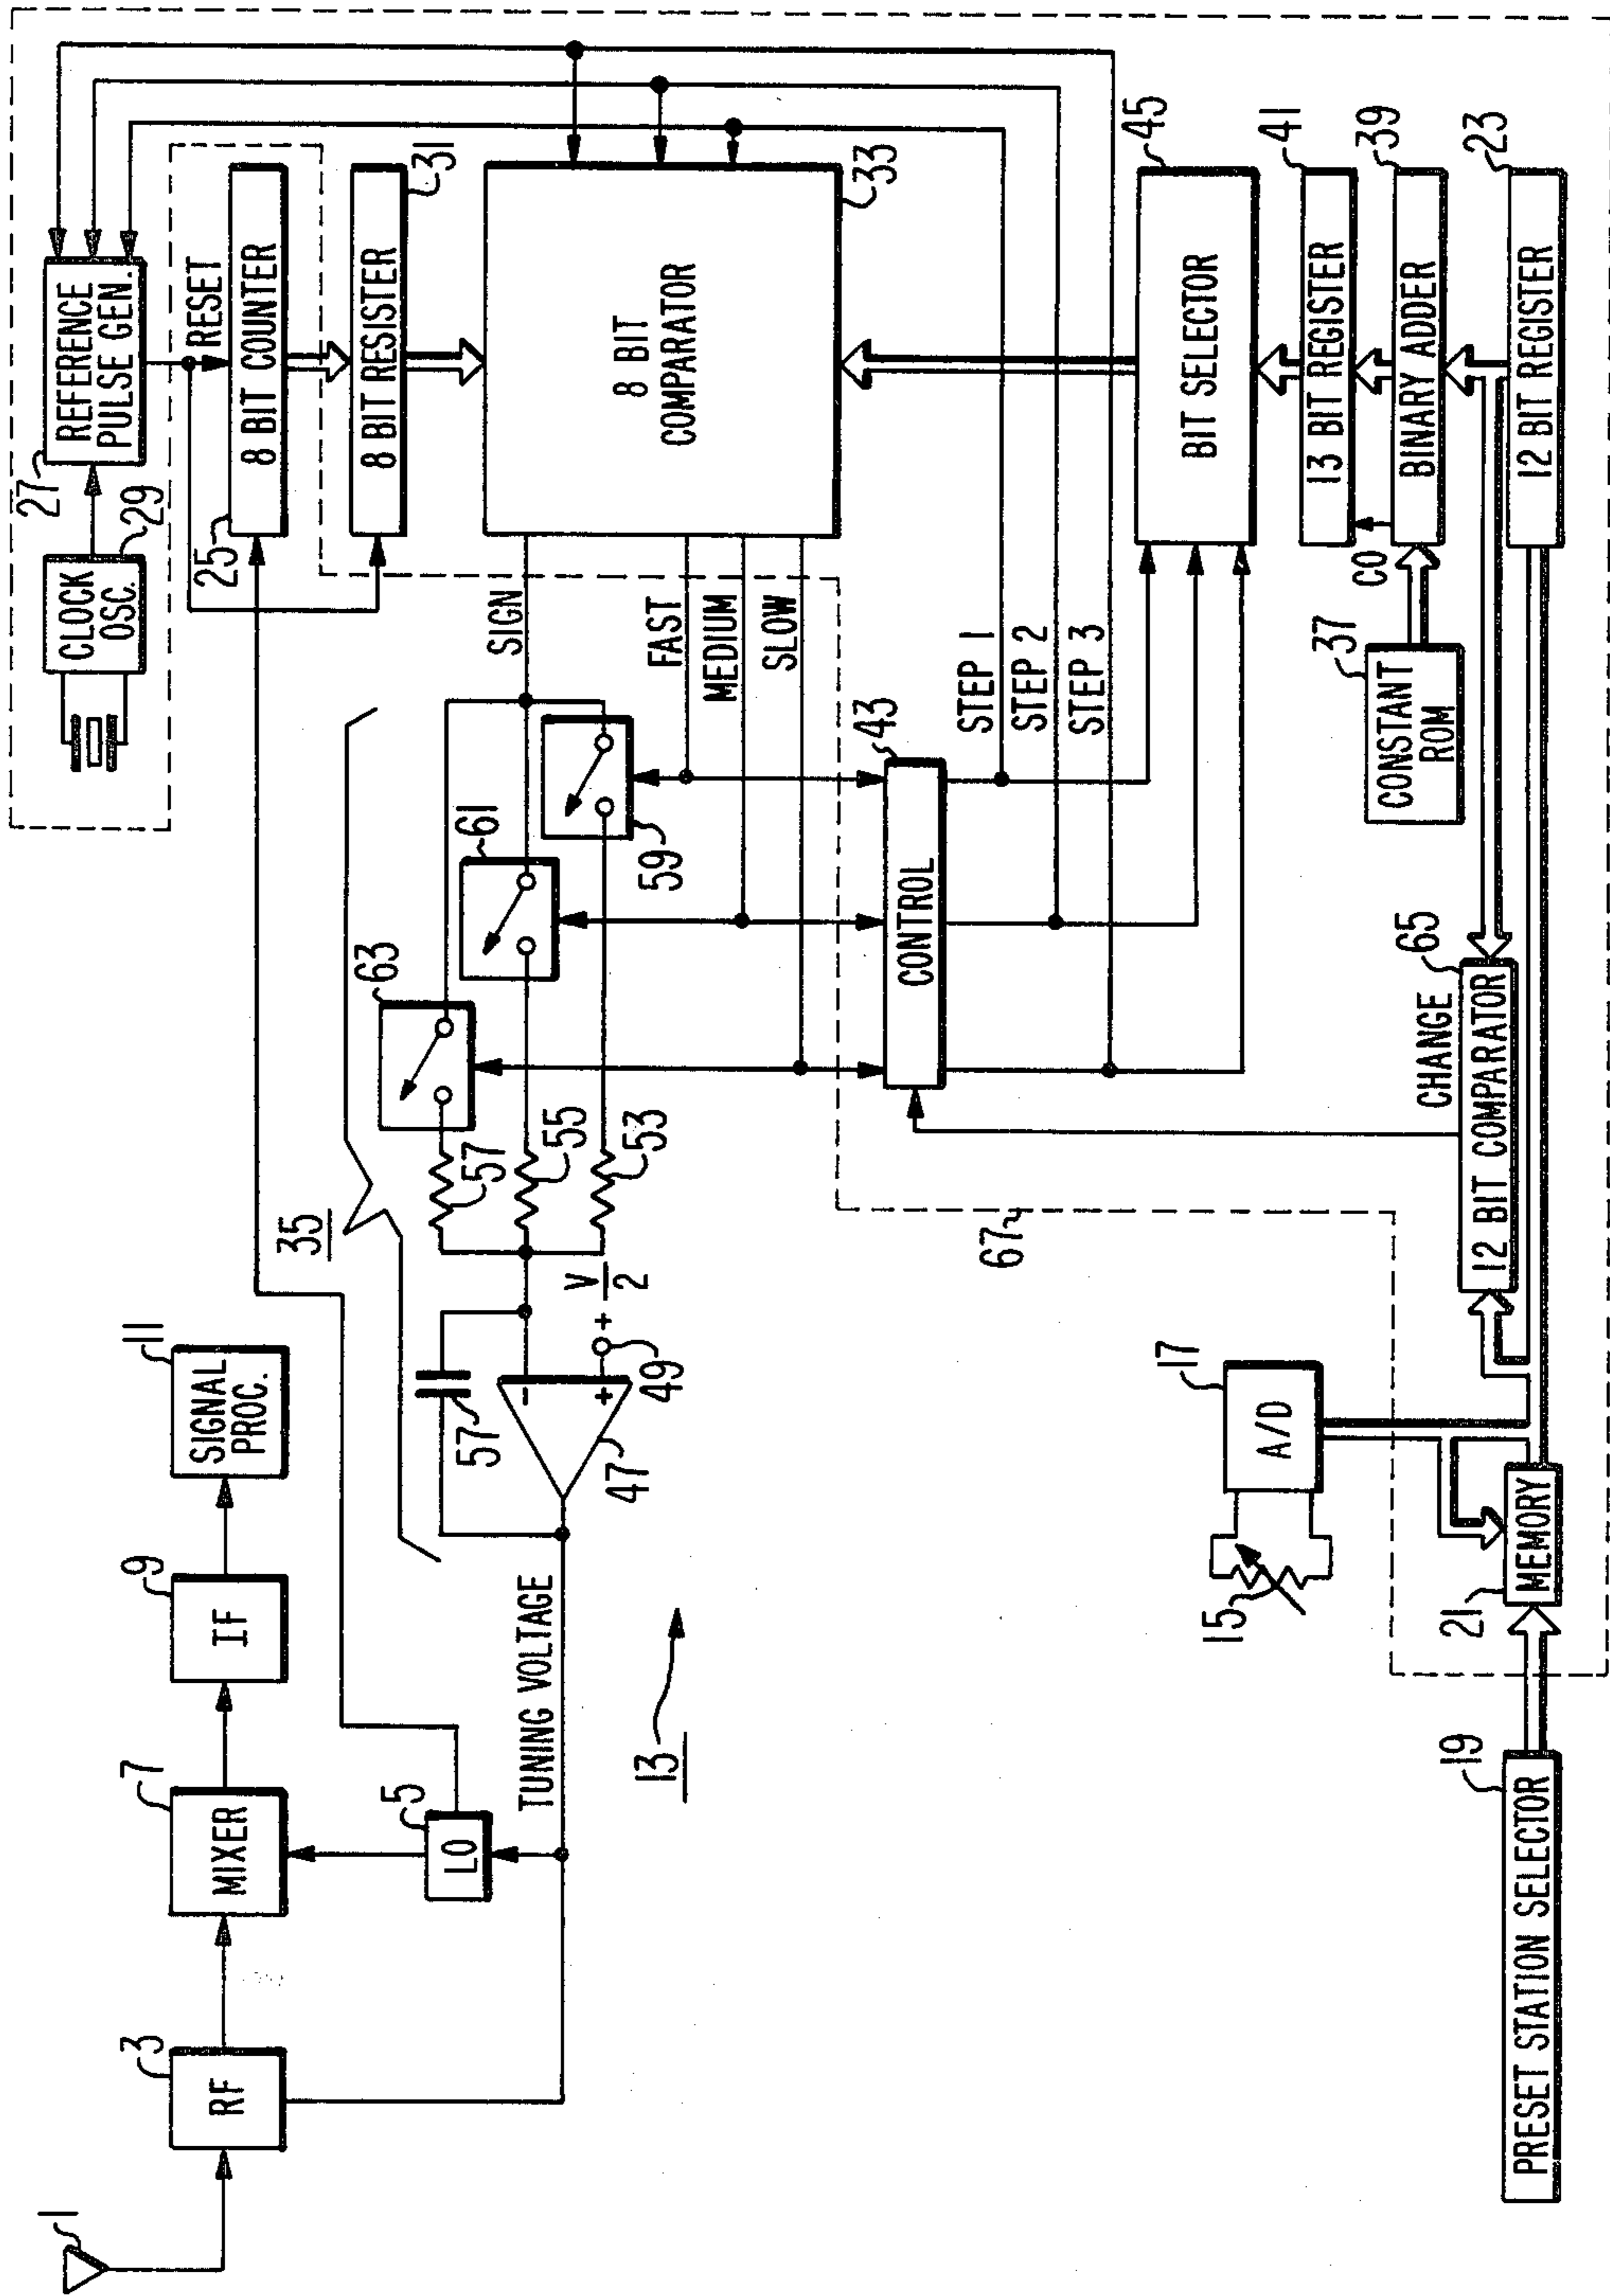 1
3
RF
7
MIXER
9
IF
11
SIGNAL
PROC.
5
LO
TUNING VOLTAGE
13
35
57
47
49
+
V
2
-
+
57
55
53
63
61
59
SIGN
FAST
MEDIUM
SLOW
CLOCK
OSC.
29
27
REFERENCE
PULSE GEN.
RESET
25
8 BIT COUNTER
8 BIT RESISTER
31
8 BIT
COMPARATOR
33
43
CONTROL
STEP 1
STEP 2
STEP 3
BIT SELECTOR
45
13 BIT REGISTER
41
CO
BINARY ADDER
39
37
CONSTANT
ROM
12 BIT REGISTER
23
CHANGE
65
12 BIT COMPARATOR
67
17
A/D
15
21
MEMORY
19
PRESET STATION SELECTOR